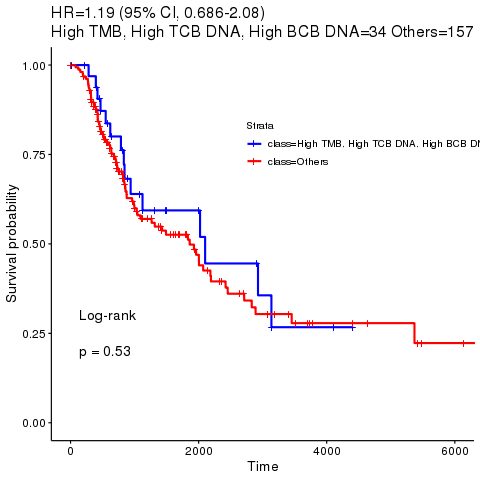 HR=1.19 (95% CI, 0.686-2.08)
High TMB, High TCB DNA, High BCB DNA=34 Others=157
1.00
0.75
0.50
0.25
0.00
Survival probability
Strata
class=High TMB, High TCB DNA, High BCB
class=Others
Log-rank
p = 0.53
0
2000
4000
6000
Time